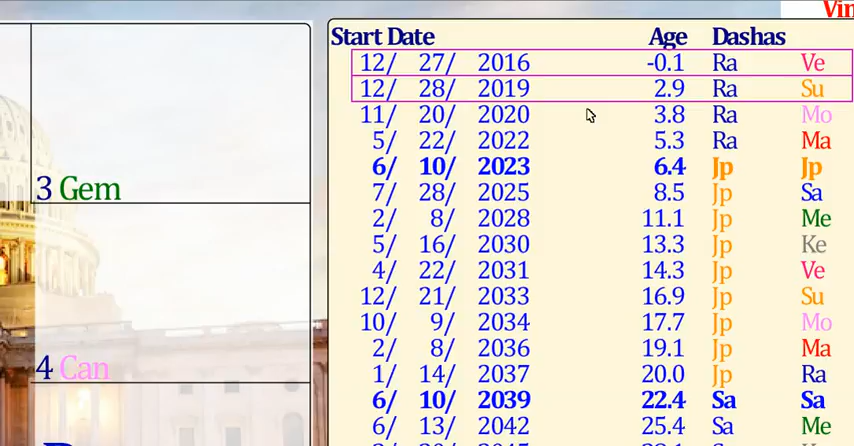 Vin
Start Date Age Dashas
12/ 27/ 2016 -0.1 Ra Ve
12/ 28/ 2019 2.9 Ra Su
11/ 20/ 2020 3.8 Ra Mo
5/ 22/ 2022 5.3 Ra Ma
6/ 10/ 2023 6.4 Jp Jp
7/ 28/ 2025 8.5 Jp Sa
2/ 8/ 2028 11.1 Jp Me
5/ 16/ 2030 13.3 Jp Ke
4/ 22/ 2031 14.3 Jp Ve
12/ 21/ 2033 16.9 Jp Su
10/ 9/ 2034 17.7 Jp Mo
2/ 8/ 2036 19.1 Jp Ma
1/ 14/ 2037 20.0 Jp Ra
6/ 10/ 2039 22.4 Sa Sa
6/ 13/ 2042 25.4 Sa Me
3 Gem
4 Can